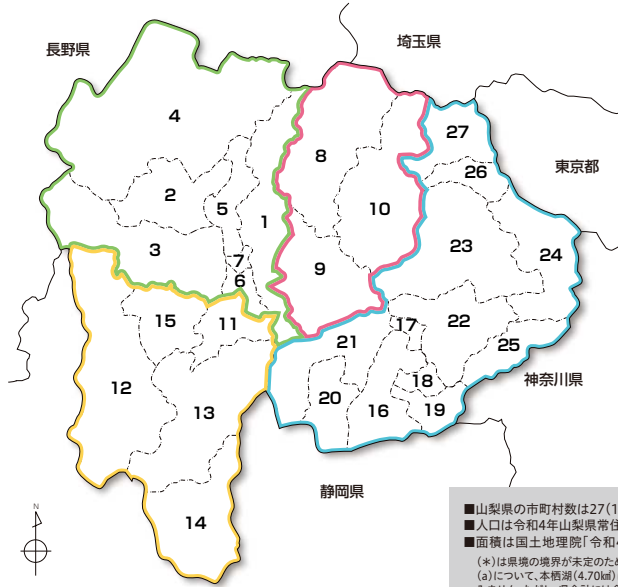 長野県
埼玉県
東京都
神奈川県
静岡県
4
8
27
26
2
5
1
10
23
24
3
7
6
9
15
11
17
22
21
25
12
13
20
16
18
19
14
N
■山梨県の市町村数は27(1
■人口は令和4年山梨県常住
■面積は国土地理院「令和4
(*)は県境の境界が未定のため
(a)について、本栖湖(4.70㎢)